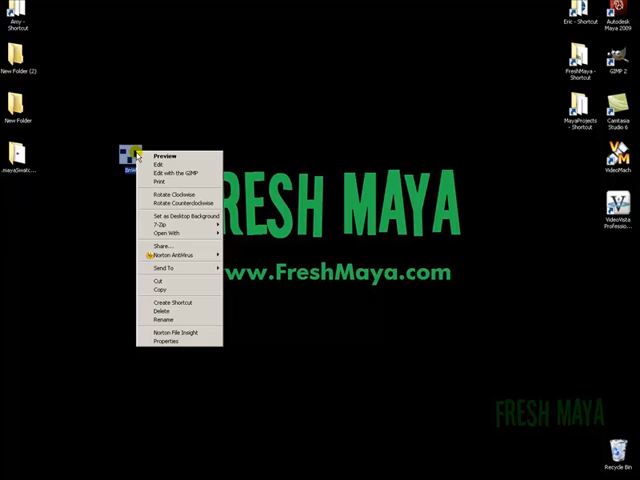 Amy -
Shortcut
New Folder (2)
New Folder
.mayaSwatc...
Preview
Edit
Edit with the GIMP
Print
Rotate Clockwise
Rotate Counterclockwise
Set as Desktop Background
7-Zip
Open With
Share...
Norton AntiVirus
Send To
Cut
Copy
Create Shortcut
Delete
Rename
Norton File Insight
Properties
RESH MAYA
ww.FreshMaya.com
FRESH MAYA
Eric - Shortcut
Autodesk
Maya 2009
FreshMaya -
Shortcut
GIMP 2
MayaProjects
- Shortcut
Camtasia
Studio 6
VideoMach
VideoVista
Professio...
Recycle Bin